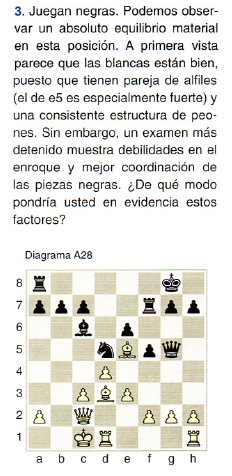 3. Juegan negras. Podemos obser-
var un absoluto equilibrio material
en esta posición. A primera vista
parece que las blancas están bien,
puesto que tienen pareja de alfiles
(el de e5 es especialmente fuerte) y
una consistente estructura de peo-
nes. Sin embargo, un examen más
detenido muestra debilidades en el
enroque y mejor coordinación de
las piezas negras. ¿De qué modo
pondría usted en evidencia estos
factores?
Diagrama A28
8
7
6
5
4
3
2
1
a b c d e f g h